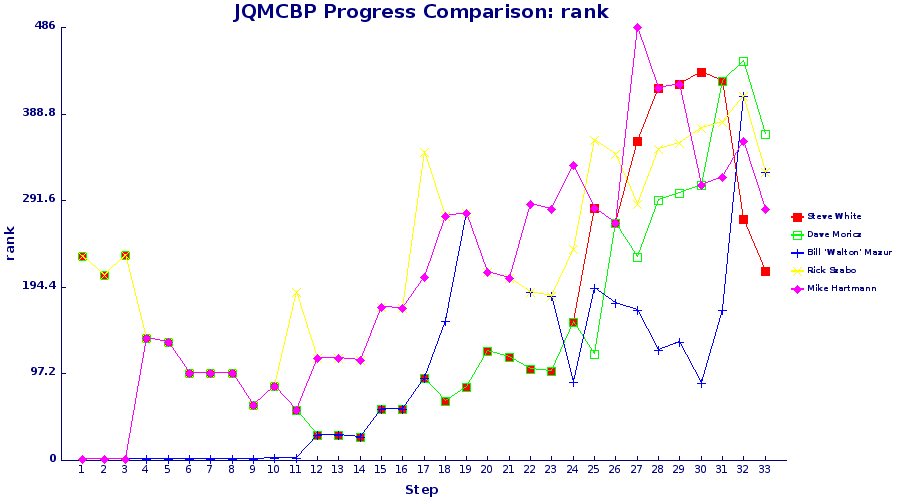 JQMCBP Progress Comparison: rank
486
388.8
291.6
194.4
97.2
0
rank
1 2 3 4 5 6 7 8 9 10 11 12 13 14 15 16 17 18 19 20 21 22 23 24 25 26 27 28 29 30 31 32 33
Step
Steve White
Dave Moricz
Bill 'Walton' Mazur
Rick Szabo
Mike Hartmann